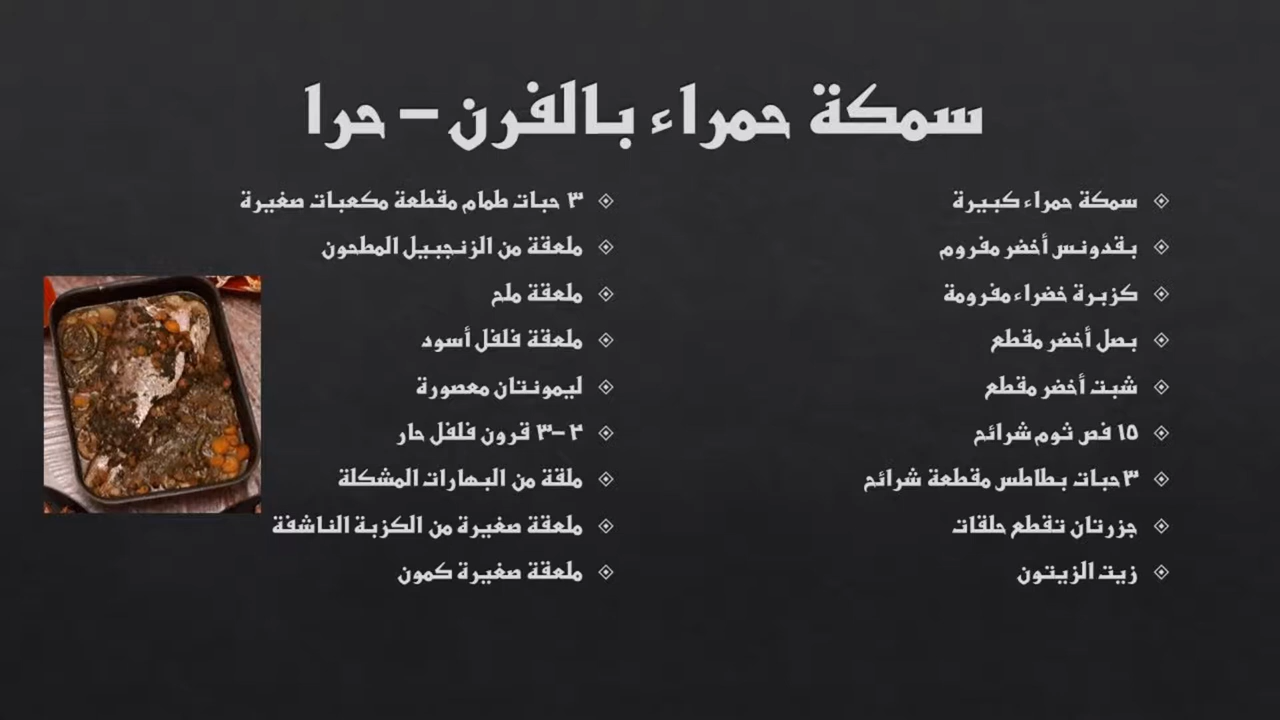 سمكة حمراء بالفرن – حرا
سمكة حمراء كبيرة
بقدونس أخضر مفروم
كزبرة خضراء مفرومة
بصل أخضر مقطع
شبت أخضر مقطع
١٥ فص ثوم شرائح
٣حبات بطاطس مقطعة شرائح
جزرتان تقطع حلقات
زيت الزيتون
٣ حبات طمام مقطعة مكعبات صغيرة
ملعقة من الزنجبيل المطحون
ملعقة ملح
ملعقة فلفل أسود
ليمونتان معصورة
٢ –٣ قرون فلفل حار
ملقة من البهارات المشكلة
ملعقة صغيرة من الكزبة الناشفة
ملعقة صغيرة كمون